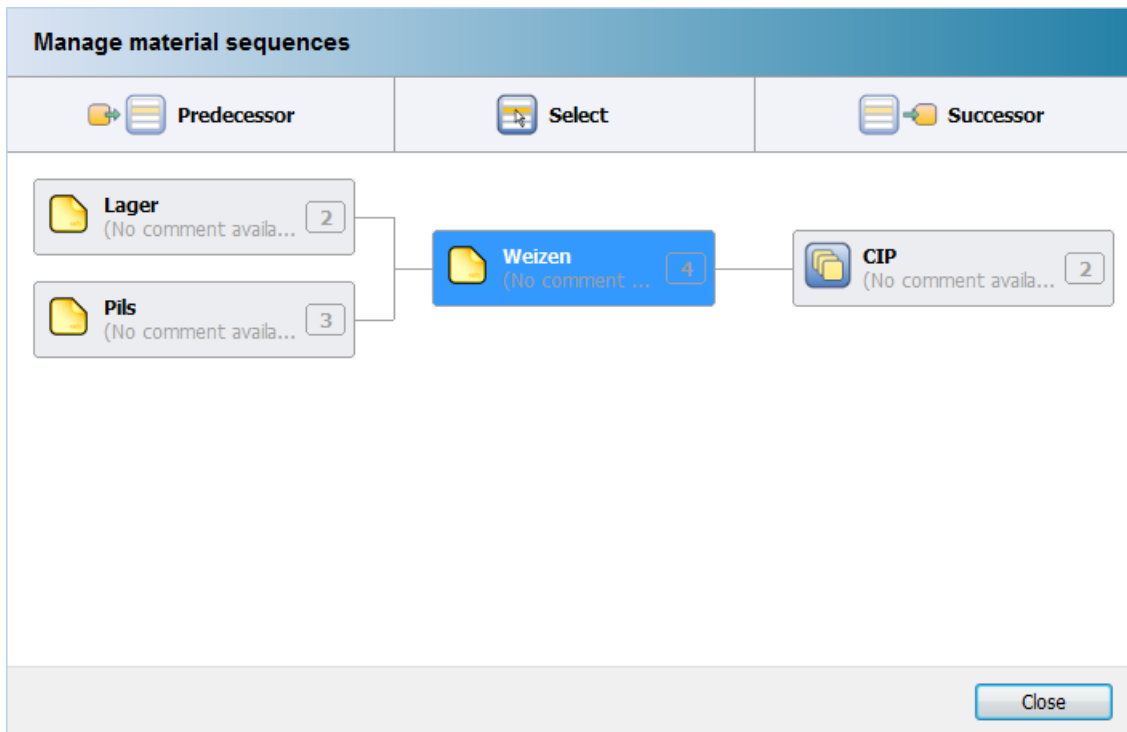 Manage material sequences
Predecessor
Select
Successor
Lager
(No comment availa...
2
Pils
(No comment availa...
3
Weizen
(No comment ...
4
CIP
(No comment availa...
2
Close